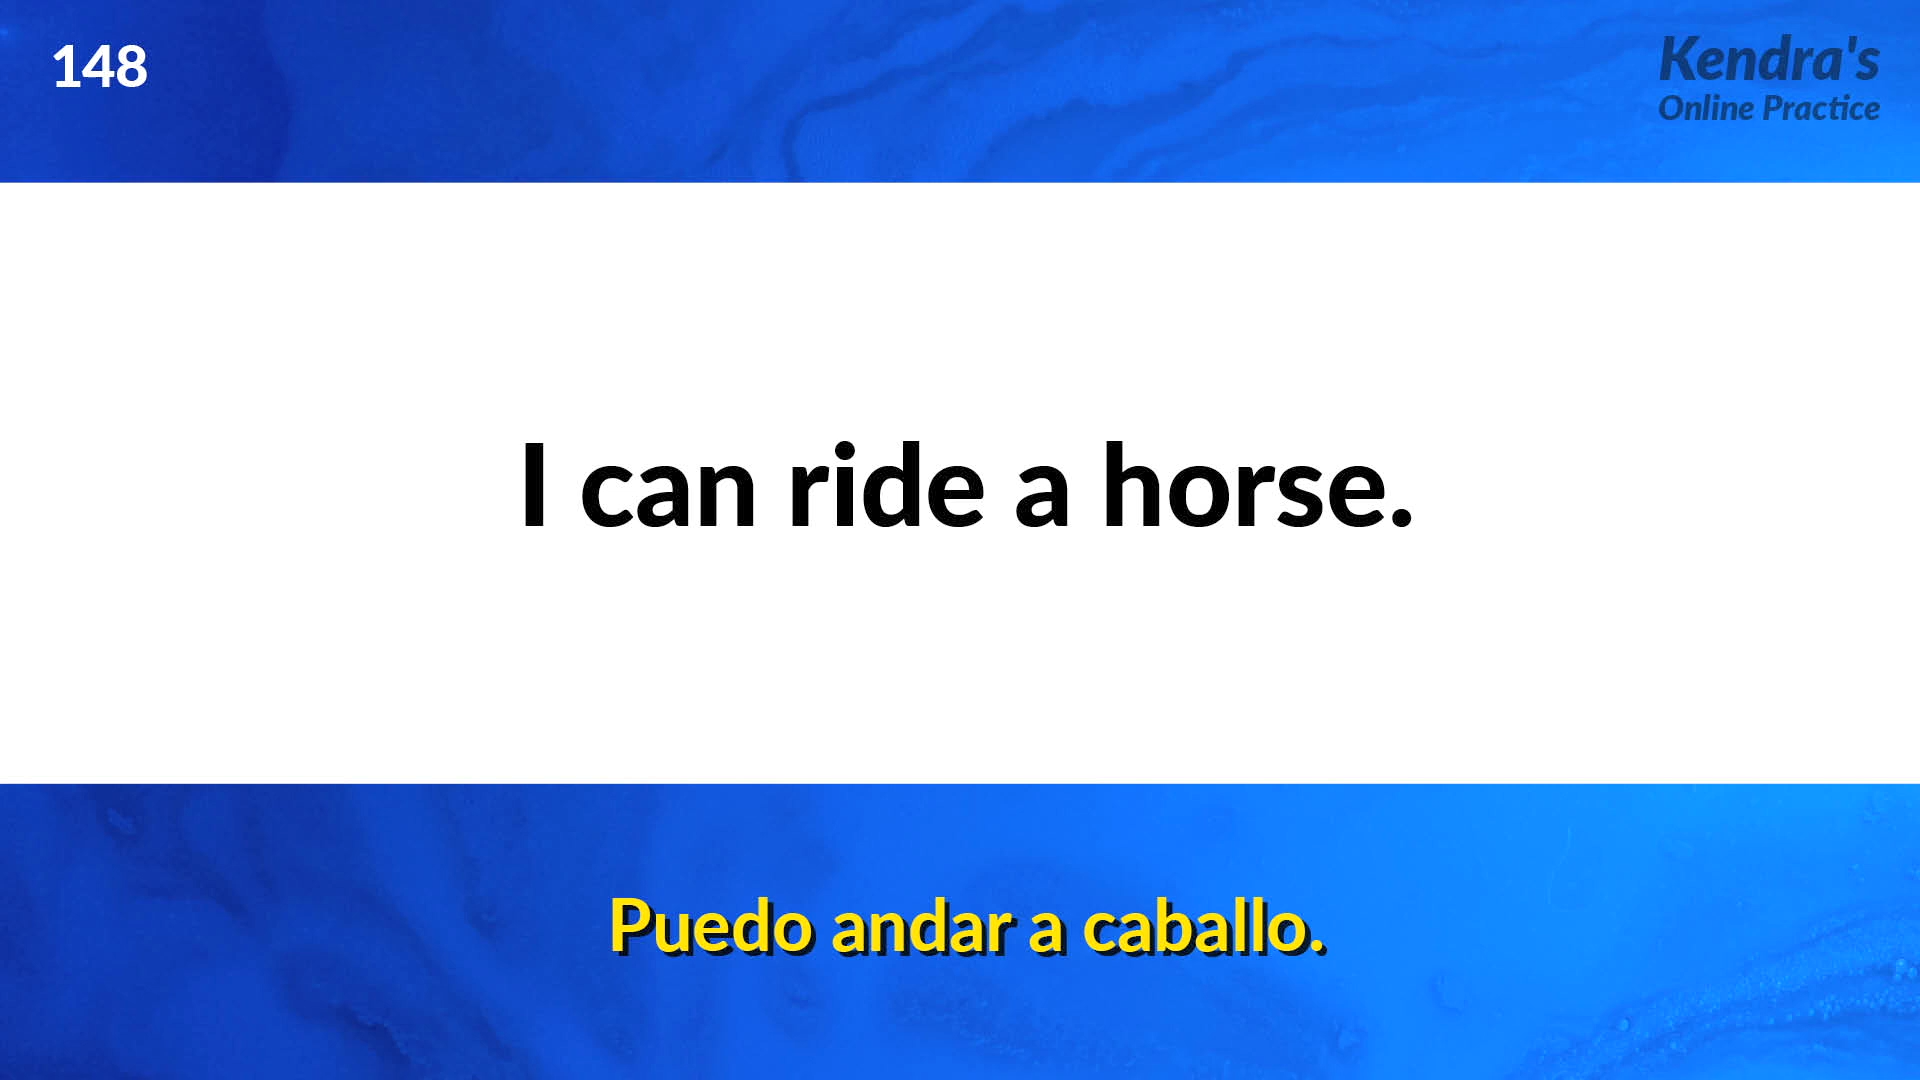 148
Kendra's
Online Practice
I can ride a horse.
Puedo andar a caballo.